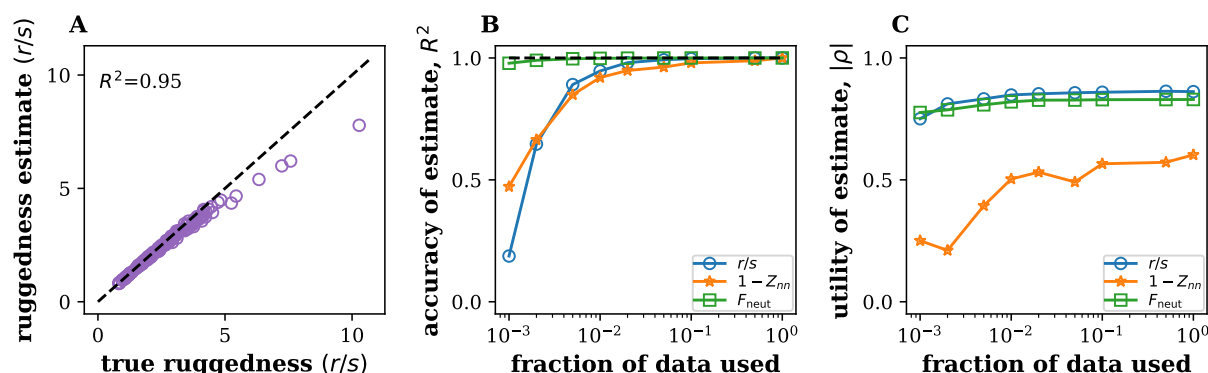 A
ruggedness estimate (r/s)
10
5
0
R²=0.95
0
5
10
true ruggedness (r/s)
B
accuracy of estimate, R²
1.0
0.5
0.0
r/s
1 − Zₙₙ
F_neut
10⁻³
10⁻²
10⁻¹
10⁰
fraction of data used
C
utility of estimate, |ρ|
1.0
0.5
0.0
r/s
1 − Zₙₙ
F_neut
10⁻³
10⁻²
10⁻¹
10⁰
fraction of data used